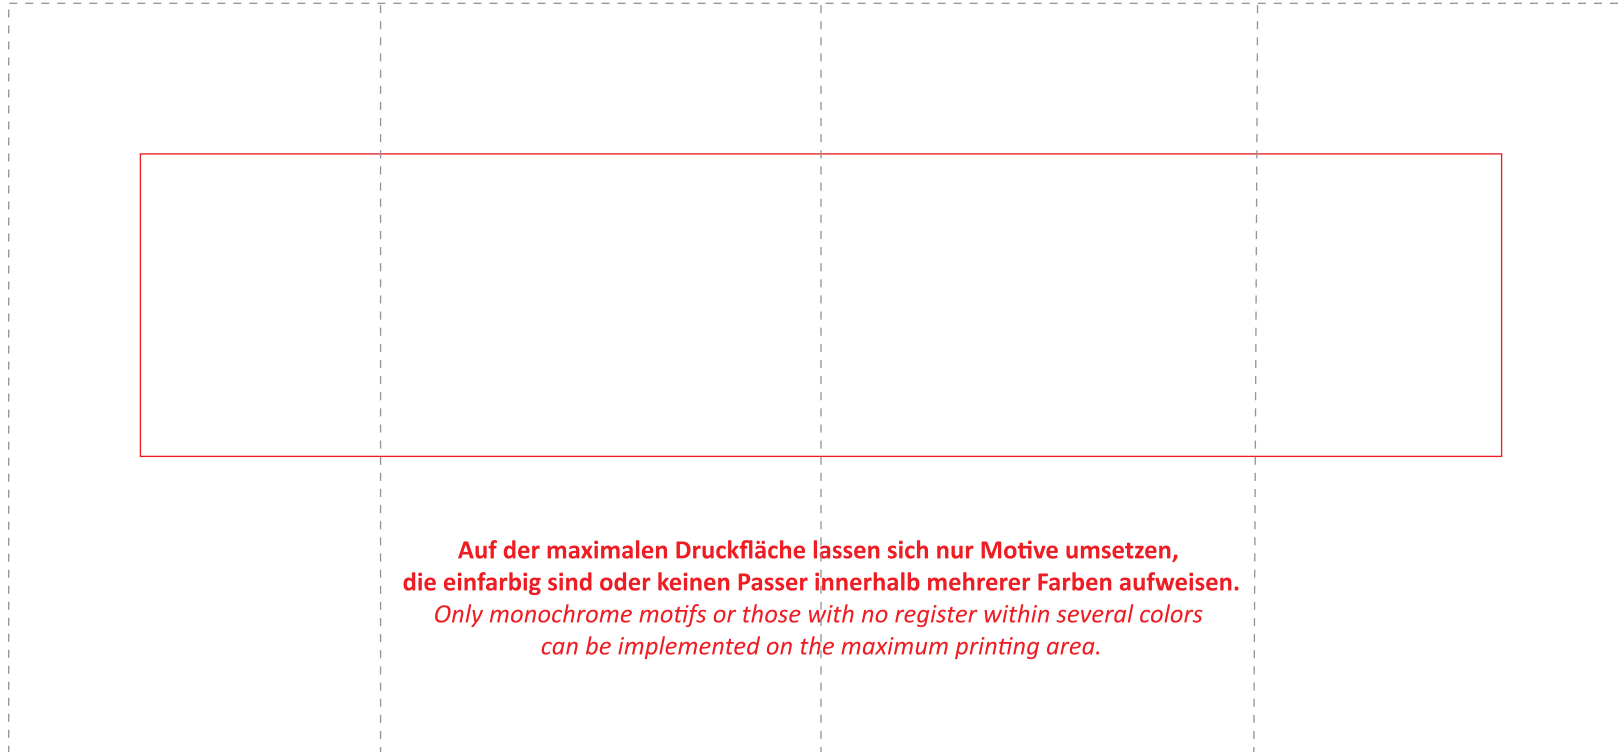 Auf der maximalen Druckfläche lassen sich nur Motive umsetzen,
die einfarbig sind oder keinen Passer innerhalb mehrerer Farben aufweisen.
Only monochrome motifs or those with no register within several colors
can be implemented on the maximum printing area.